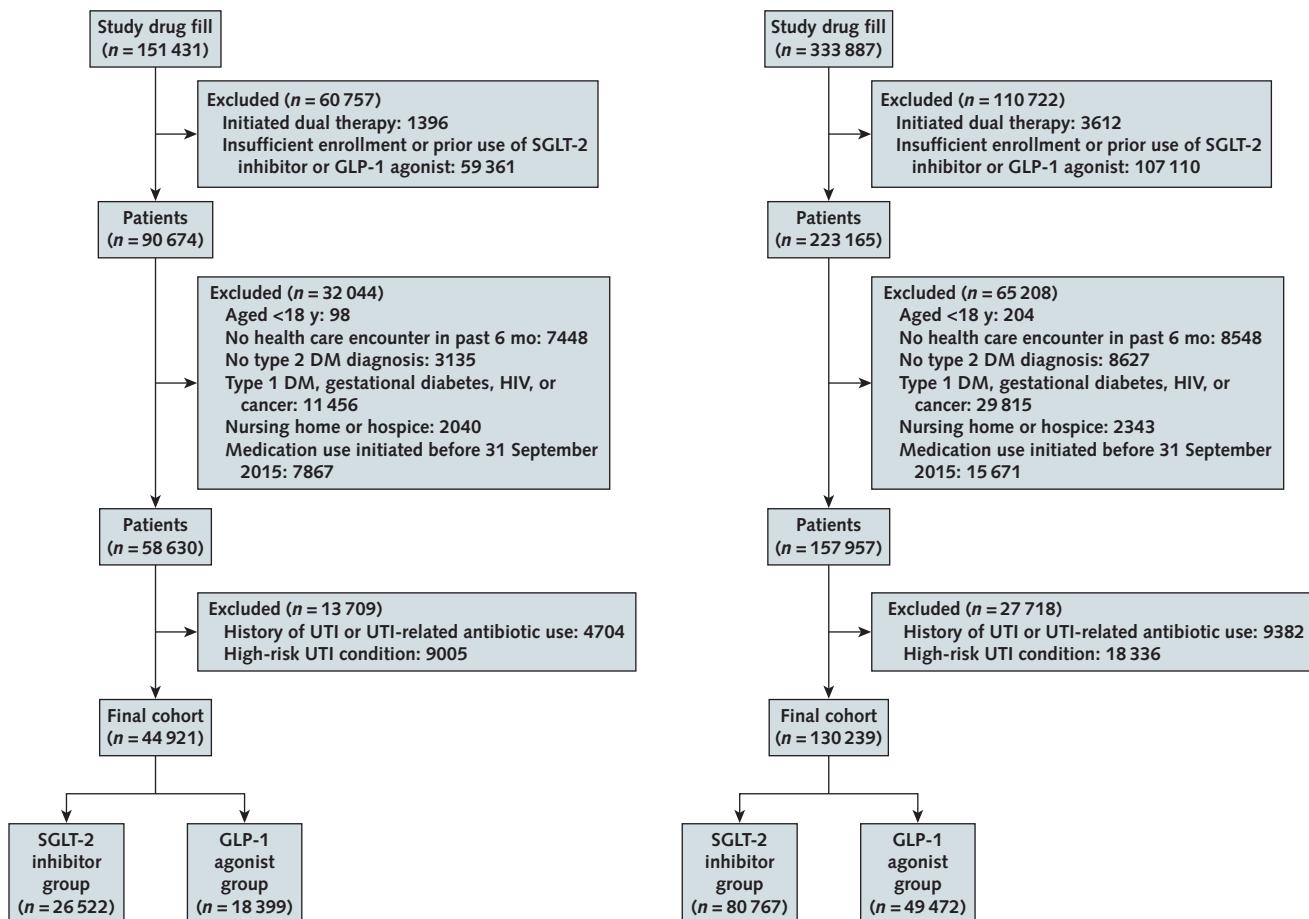 Study drug fill
(n = 151 431)
Excluded (n = 60 757)
Initiated dual therapy: 1396
Insufficient enrollment or prior use of SGLT-2
inhibitor or GLP-1 agonist: 59 361
Patients
(n = 90 674)
Excluded (n = 32 044)
Aged <18 y: 98
No health care encounter in past 6 mo: 7448
No type 2 DM diagnosis: 3135
Type 1 DM, gestational diabetes, HIV, or
cancer: 11 456
Nursing home or hospice: 2040
Medication use initiated before 31 September
2015: 7867
Patients
(n = 58 630)
Excluded (n = 13 709)
History of UTI or UTI-related antibiotic use: 4704
High-risk UTI condition: 9005
Final cohort
(n = 44 921)
SGLT-2
inhibitor
group
(n = 26 522)
GLP-1
agonist
group
(n = 18 399)
Study drug fill
(n = 333 887)
Excluded (n = 110 722)
Initiated dual therapy: 3612
Insufficient enrollment or prior use of SGLT-2
inhibitor or GLP-1 agonist: 107 110
Patients
(n = 223 165)
Excluded (n = 65 208)
Aged <18 y: 204
No health care encounter in past 6 mo: 8548
No type 2 DM diagnosis: 8627
Type 1 DM, gestational diabetes, HIV, or
cancer: 29 815
Nursing home or hospice: 2343
Medication use initiated before 31 September
2015: 15 671
Patients
(n = 157 957)
Excluded (n = 27 718)
History of UTI or UTI-related antibiotic use: 9382
High-risk UTI condition: 18 336
Final cohort
(n = 130 239)
SGLT-2
inhibitor
group
(n = 80 767)
GLP-1
agonist
group
(n = 49 472)